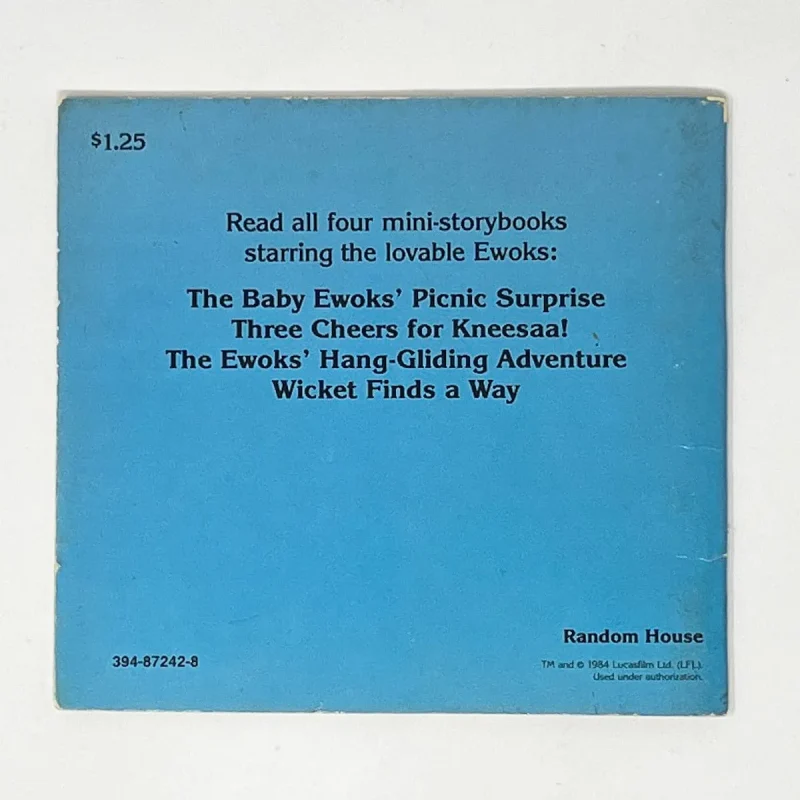 $1.25
Read all four mini-storybooks
starring the lovable Ewoks:
The Baby Ewoks' Picnic Surprise
Three Cheers for Kneesaa!
The Ewoks' Hang-Gliding Adventure
Wicket Finds a Way
Random House
394-87242-8
TM and © 1984 Lucasfilm Ltd. (LFL).
Used under authorization.